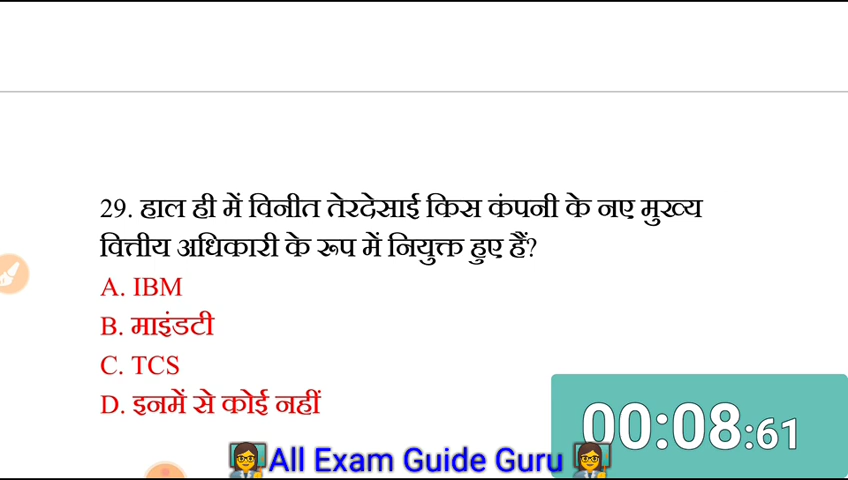 29. हाल ही में विनीत तेरदेसाई किस कंपनी के नए मुख्य
वित्तीय अधिकारी के रूप में नियुक्त हुए हैं?
A. IBM
B. माइंडटी
C. TCS
D. इनमें से कोई नहीं
00:08:61
All Exam Guide Guru